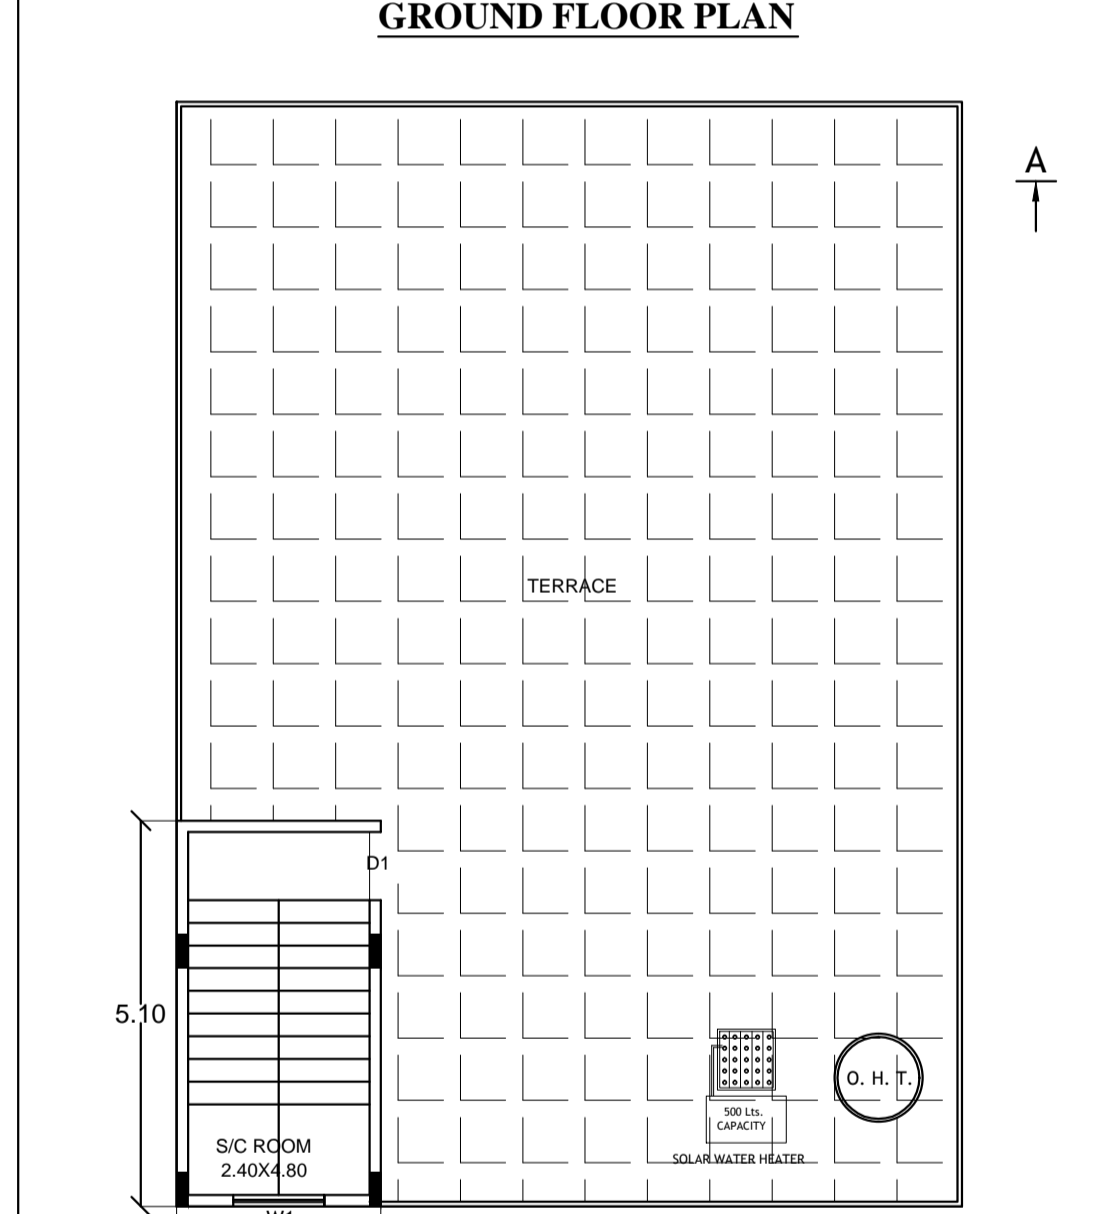 GROUND FLOOR PLAN
A
TERRACE
D1
5.10
O. H. T.
500 Lts.
CAPACITY
S/C ROOM
2.40X4.80
SOLAR WATER HEATER